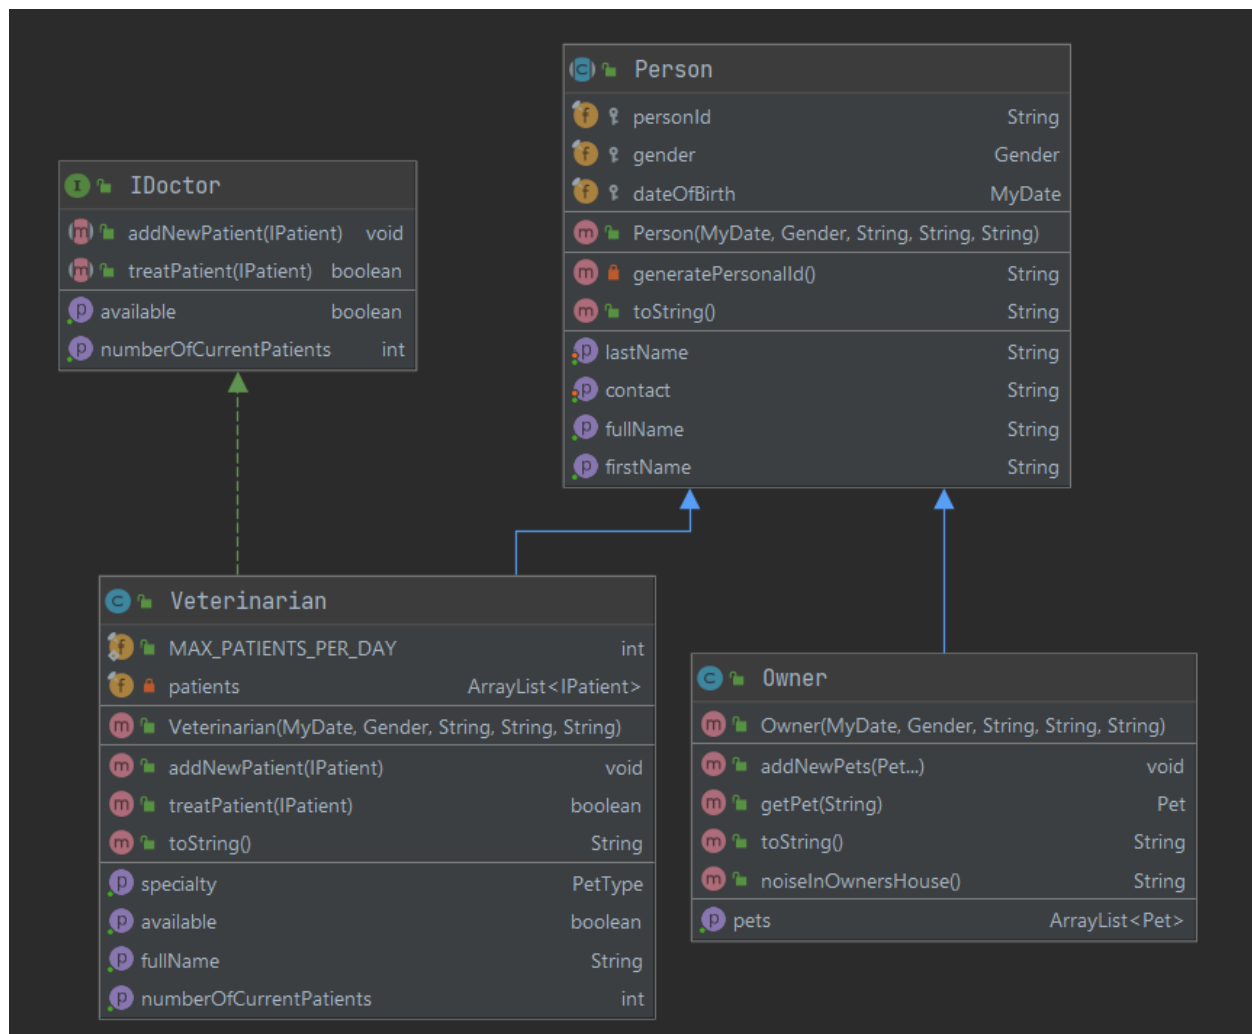 Person
personId String
gender Gender
dateOfBirth MyDate
Person(MyDate, Gender, String, String, String)
generatePersonalId() String
toString() String
lastName String
contact String
fullName String
firstName String
IDoctor
addNewPatient(IPatient) void
treatPatient(IPatient) boolean
available boolean
numberOfCurrentPatients int
Veterinarian
MAX_PATIENTS_PER_DAY int
patients ArrayList<IPatient>
Veterinarian(MyDate, Gender, String, String, String)
addNewPatient(IPatient) void
treatPatient(IPatient) boolean
toString() String
specialty PetType
available boolean
fullName String
numberOfCurrentPatients int
Owner
Owner(MyDate, Gender, String, String, String)
addNewPets(Pet...) void
getPet(String) Pet
toString() String
noiseInOwnersHouse() String
pets ArrayList<Pet>